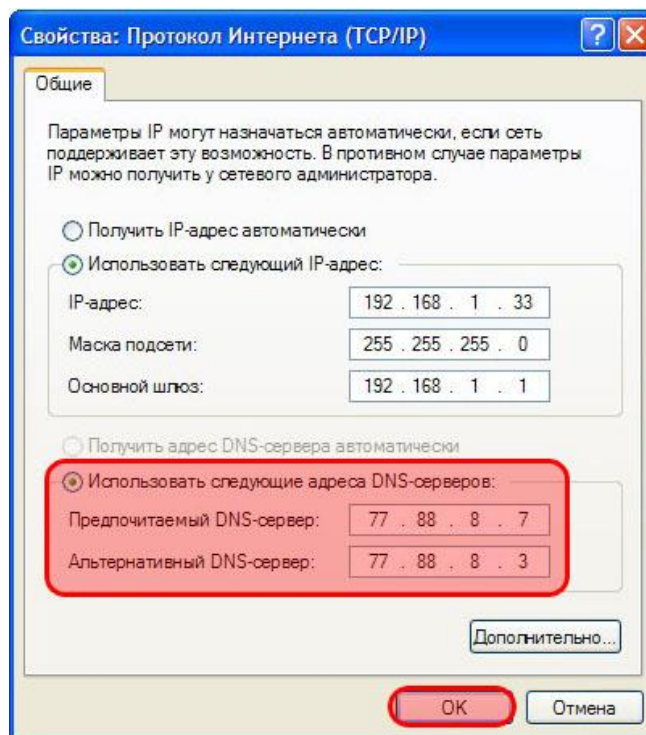 Свойства: Протокол Интернета (TCP/IP)
Общие
Параметры IP могут назначаться автоматически, если сеть
поддерживает эту возможность. В противном случае параметры
IP можно получить у сетевого администратора.
Получить IP-адрес автоматически
Использовать следующий IP-адрес:
IP-адрес: 192 . 168 . 1 . 33
Маска подсети: 255 . 255 . 255 . 0
Основной шлюз: 192 . 168 . 1 . 1
Получить адрес DNS-сервера автоматически
Использовать следующие адреса DNS-серверов:
Предпочитаемый DNS-сервер: 77 . 88 . 8 . 7
Альтернативный DNS-сервер: 77 . 88 . 8 . 3
Дополнительно...
OK Отмена